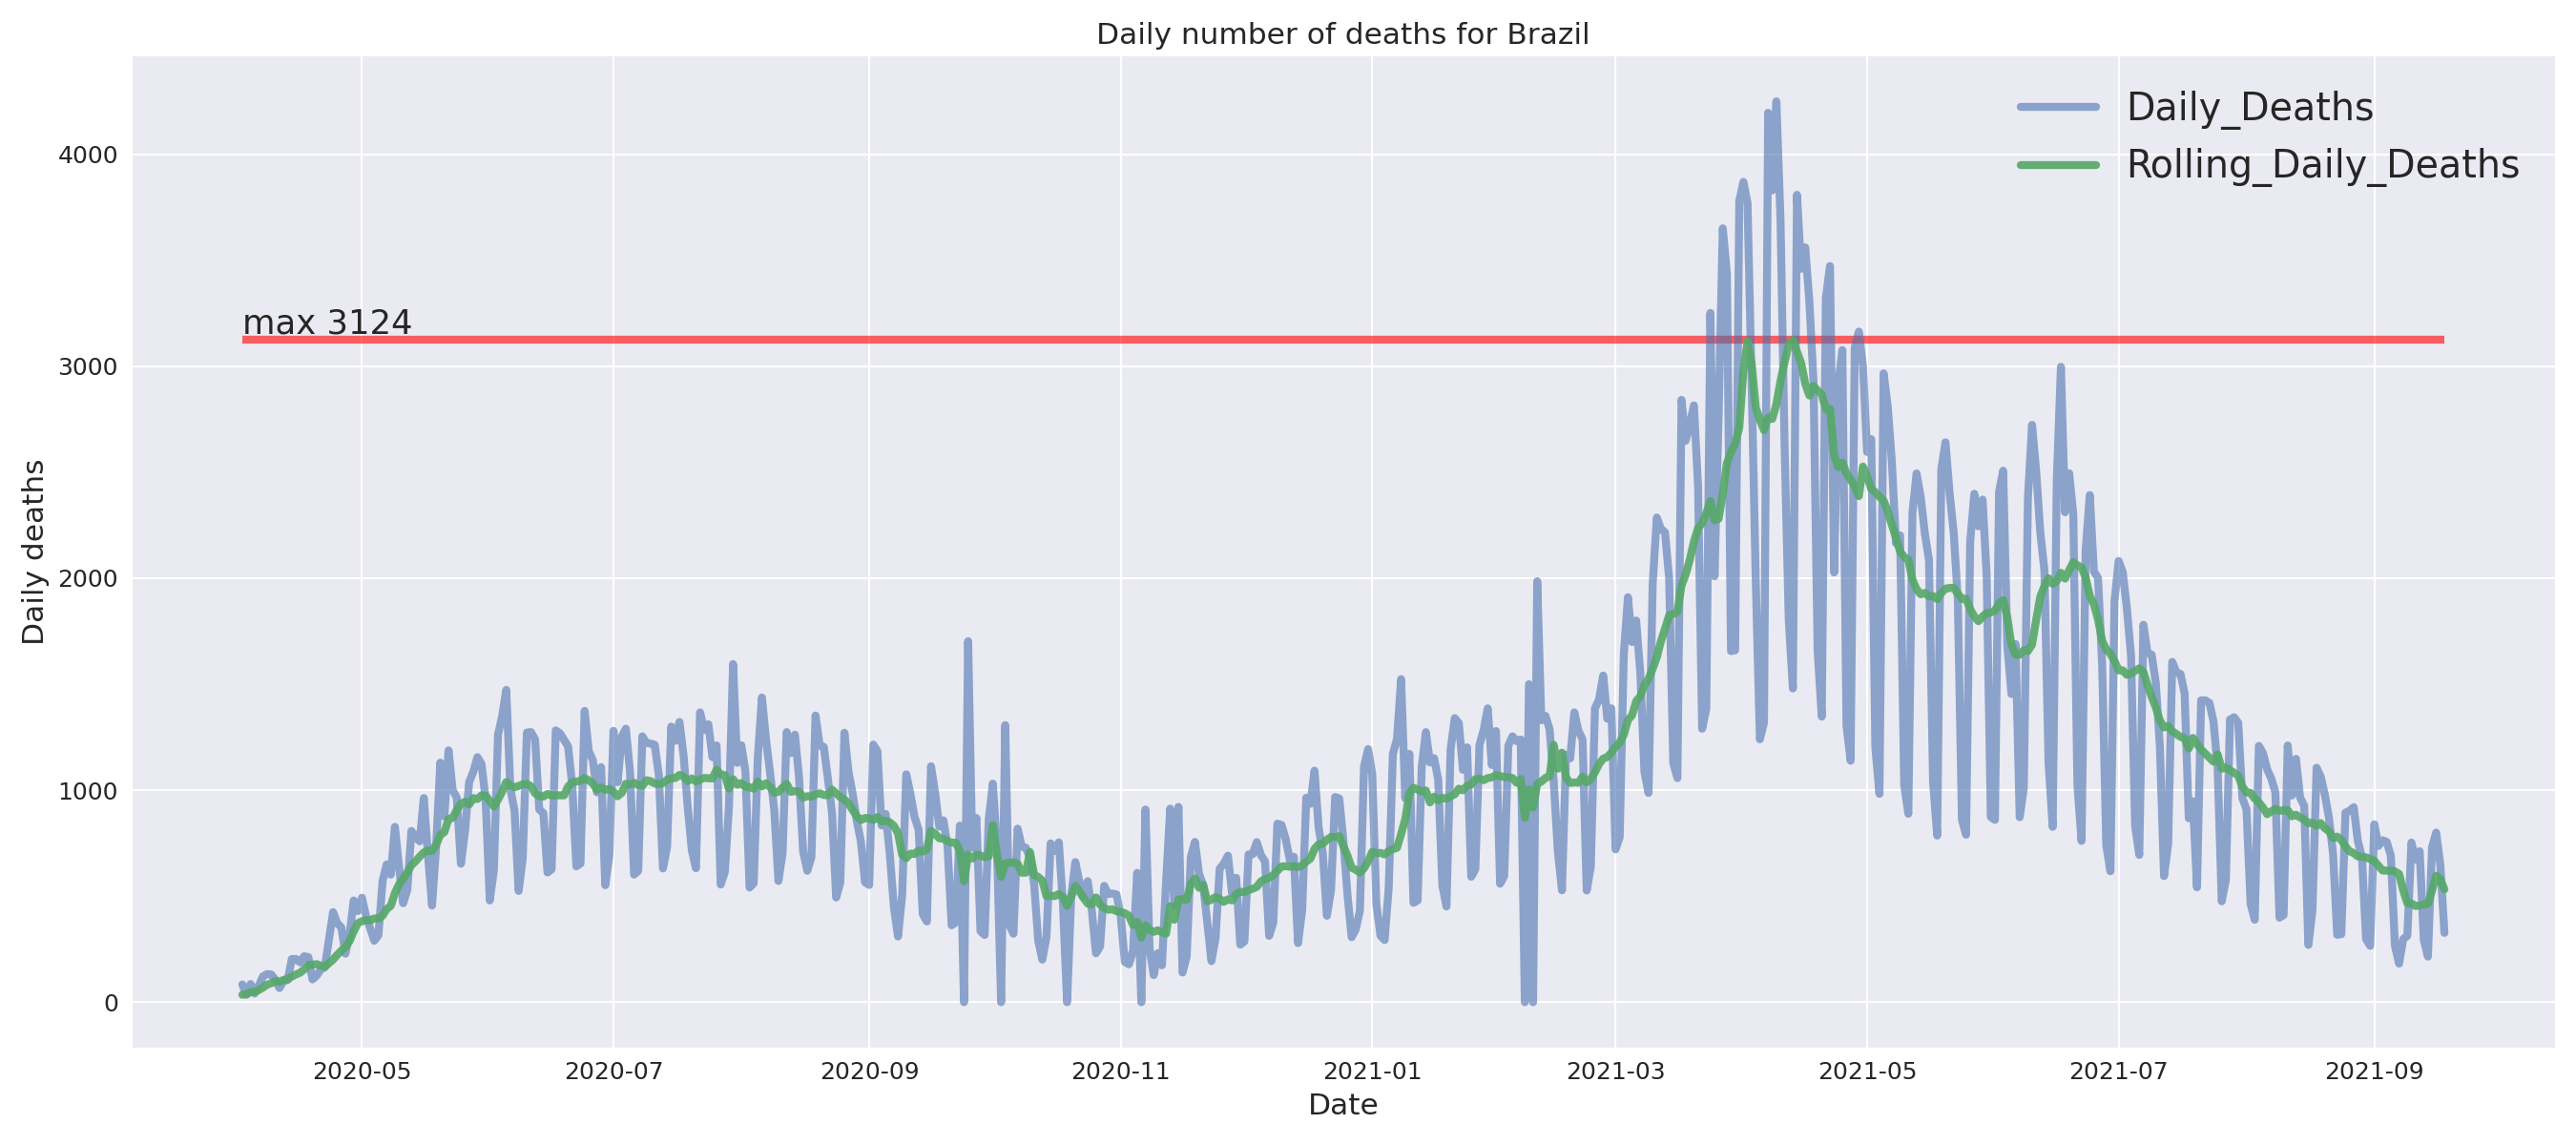 Daily number of deaths for Brazil
Daily_Deaths
Rolling_Daily_Deaths
max 3124
Daily deaths
4000
3000
2000
1000
0
2020-05 2020-07 2020-09 2020-11 2021-01 2021-03 2021-05 2021-07 2021-09
Date